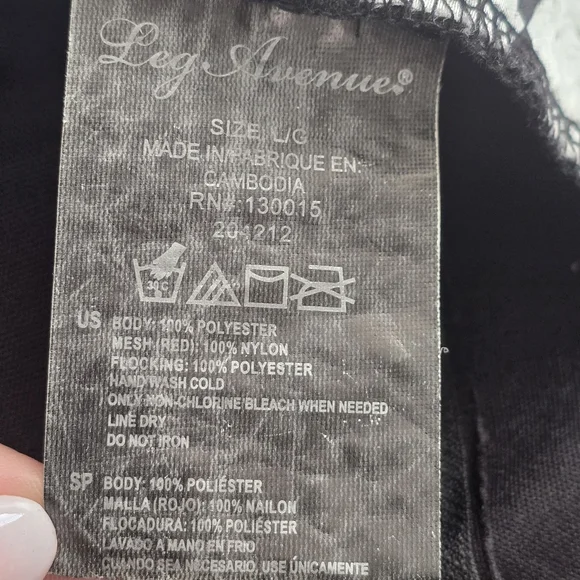 Leg Avenue®
SIZE: L/G
MADE IN/FABRIQUE EN:
CAMBODIA
RN#:130015
201212
30 C
US BODY: 100% POLYESTER
MESH (RED): 100% NYLON
FLOCKING: 100% POLYESTER
HAND WASH COLD
ONLY NON-CHLORINE BLEACH WHEN NEEDED
LINE DRY
DO NOT IRON
SP BODY: 100% POLIÉSTER
MALLA (ROJO): 100% NAILON
FLOCADURA: 100% POLIÉSTER
LAVADO A MANO EN FRIO
CUANDO SEA NECESARIO, USE ÚNICAMENTE